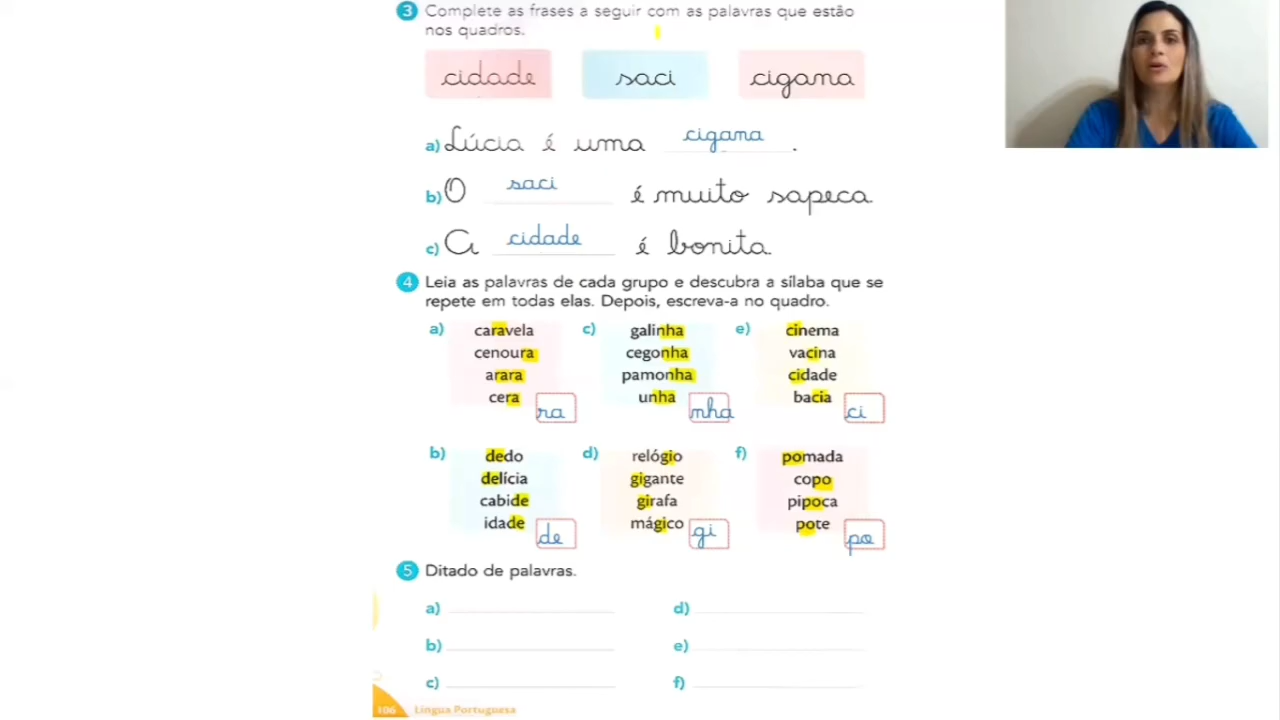 3 Complete as frases a seguir com as palavras que estão
nos quadros.
cidade saci cigana
a) Lúcia é uma cigana.
b) O saci é muito sapeca.
c) A cidade é bonita.
4 Leia as palavras de cada grupo e descubra a sílaba que se
repete em todas elas. Depois, escreva-a no quadro.
a) caravela
cenoura
arara
cera
ra
c) galinha
cegonha
pamonha
unha
nha
e) cinema
vacina
cidade
bacia
ci
b) dedo
delícia
cabide
idade
de
d) relógio
gigante
girafa
mágico
gi
f) pomada
copo
pipoca
pote
po
5 Ditado de palavras.
a) d)
b) e)
c) f)
106 Língua Portuguesa